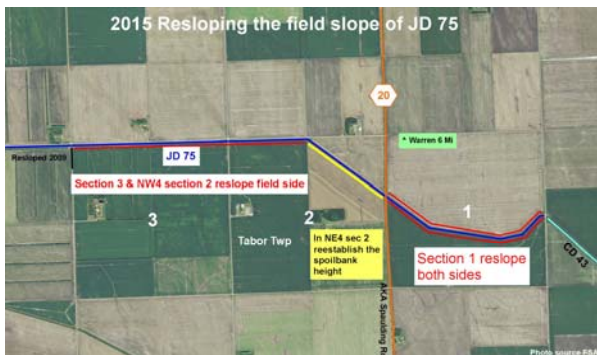 2015 Resloping the field slope of JD 75
20
* Warren 6 Mi
Resloped 2009
JD 75
Section 3 & NW4 section 2 reslope field side
3
2
1
Tabor Twp
In NE4 sec 2
reestablish the
spoilbank
height
Section 1 reslope
both sides
CD 43
AKA Spaulding
Photo source FSA